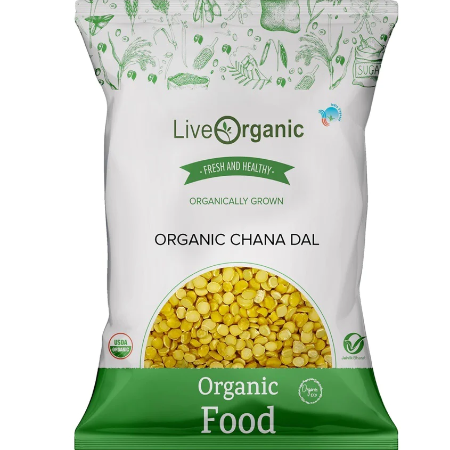 SUGAR
LiveOrganic
FRESH AND HEALTHY
ORGANICALLY GROWN
ORGANIC CHANA DAL
USDA
ORGANIC
Organic
Food